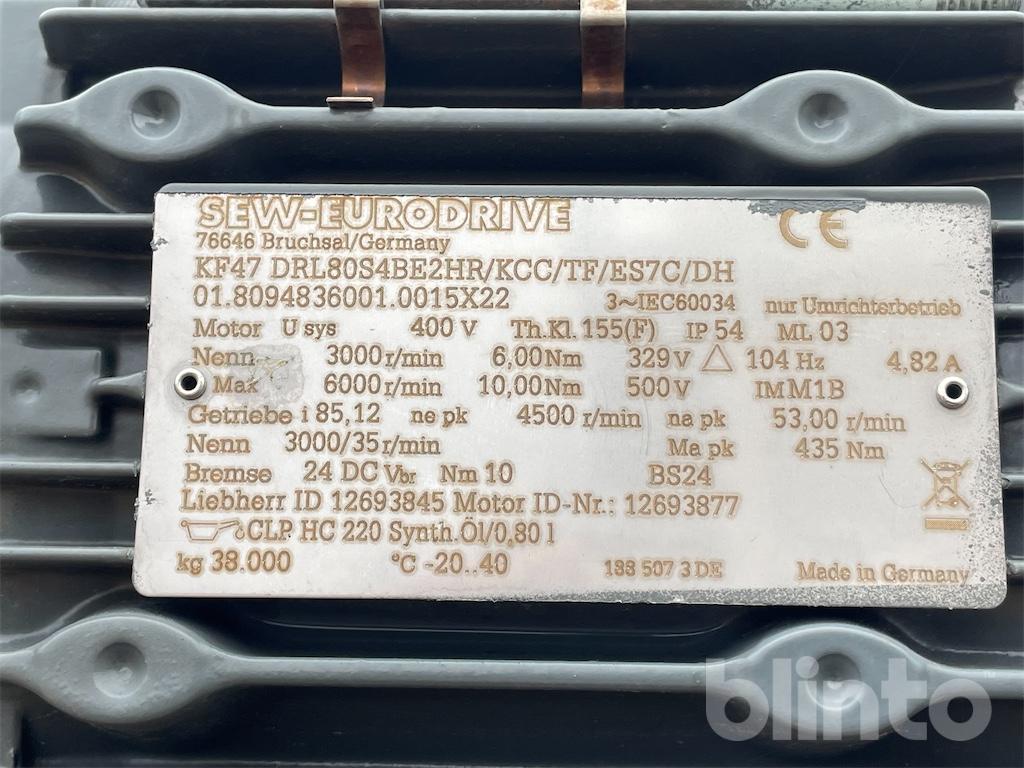 SEW-EURODRIVE
CE
76646 Bruchsal/Germany
KF47 DRL80S4BE2HR/KCC/TF/ES7C/DH
01.8094836001.0015X22 3~IEC60034 nur Umrichterbetrieb
Motor U sys 400 V Th.Kl. 155(F) IP 54 ML 03
Nenn 3000 r/min 6,00 Nm 329 V △ 104 Hz 4,82 A
Max 6000 r/min 10,00 Nm 500 V IM M1B
Getriebe i 85,12 ne pk 4500 r/min na pk 53,00 r/min
Nenn 3000/35 r/min Ma pk 435 Nm
Bremse 24 DC Vbr Nm 10 BS24
Liebherr ID 12693845 Motor ID-Nr.: 12693877
CLP HC 220 Synth.Öl/0,80 l
kg 38.000 °C -20..40 188 507 3 DE Made in Germany
blinto